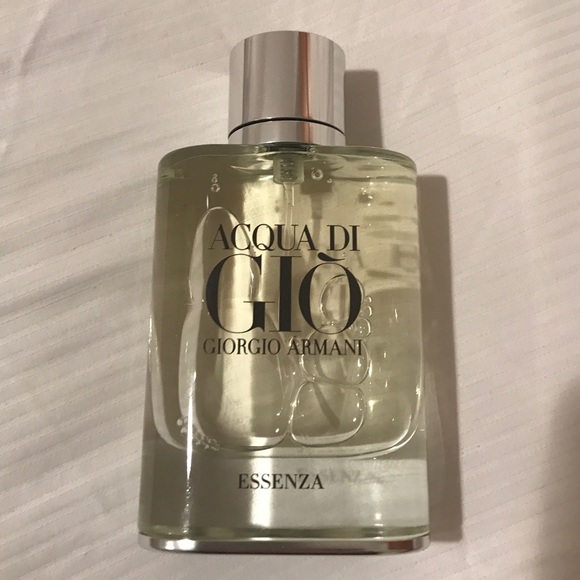 ACQUA DI
GIÒ
GIORGIO ARMANI
ESSENZA